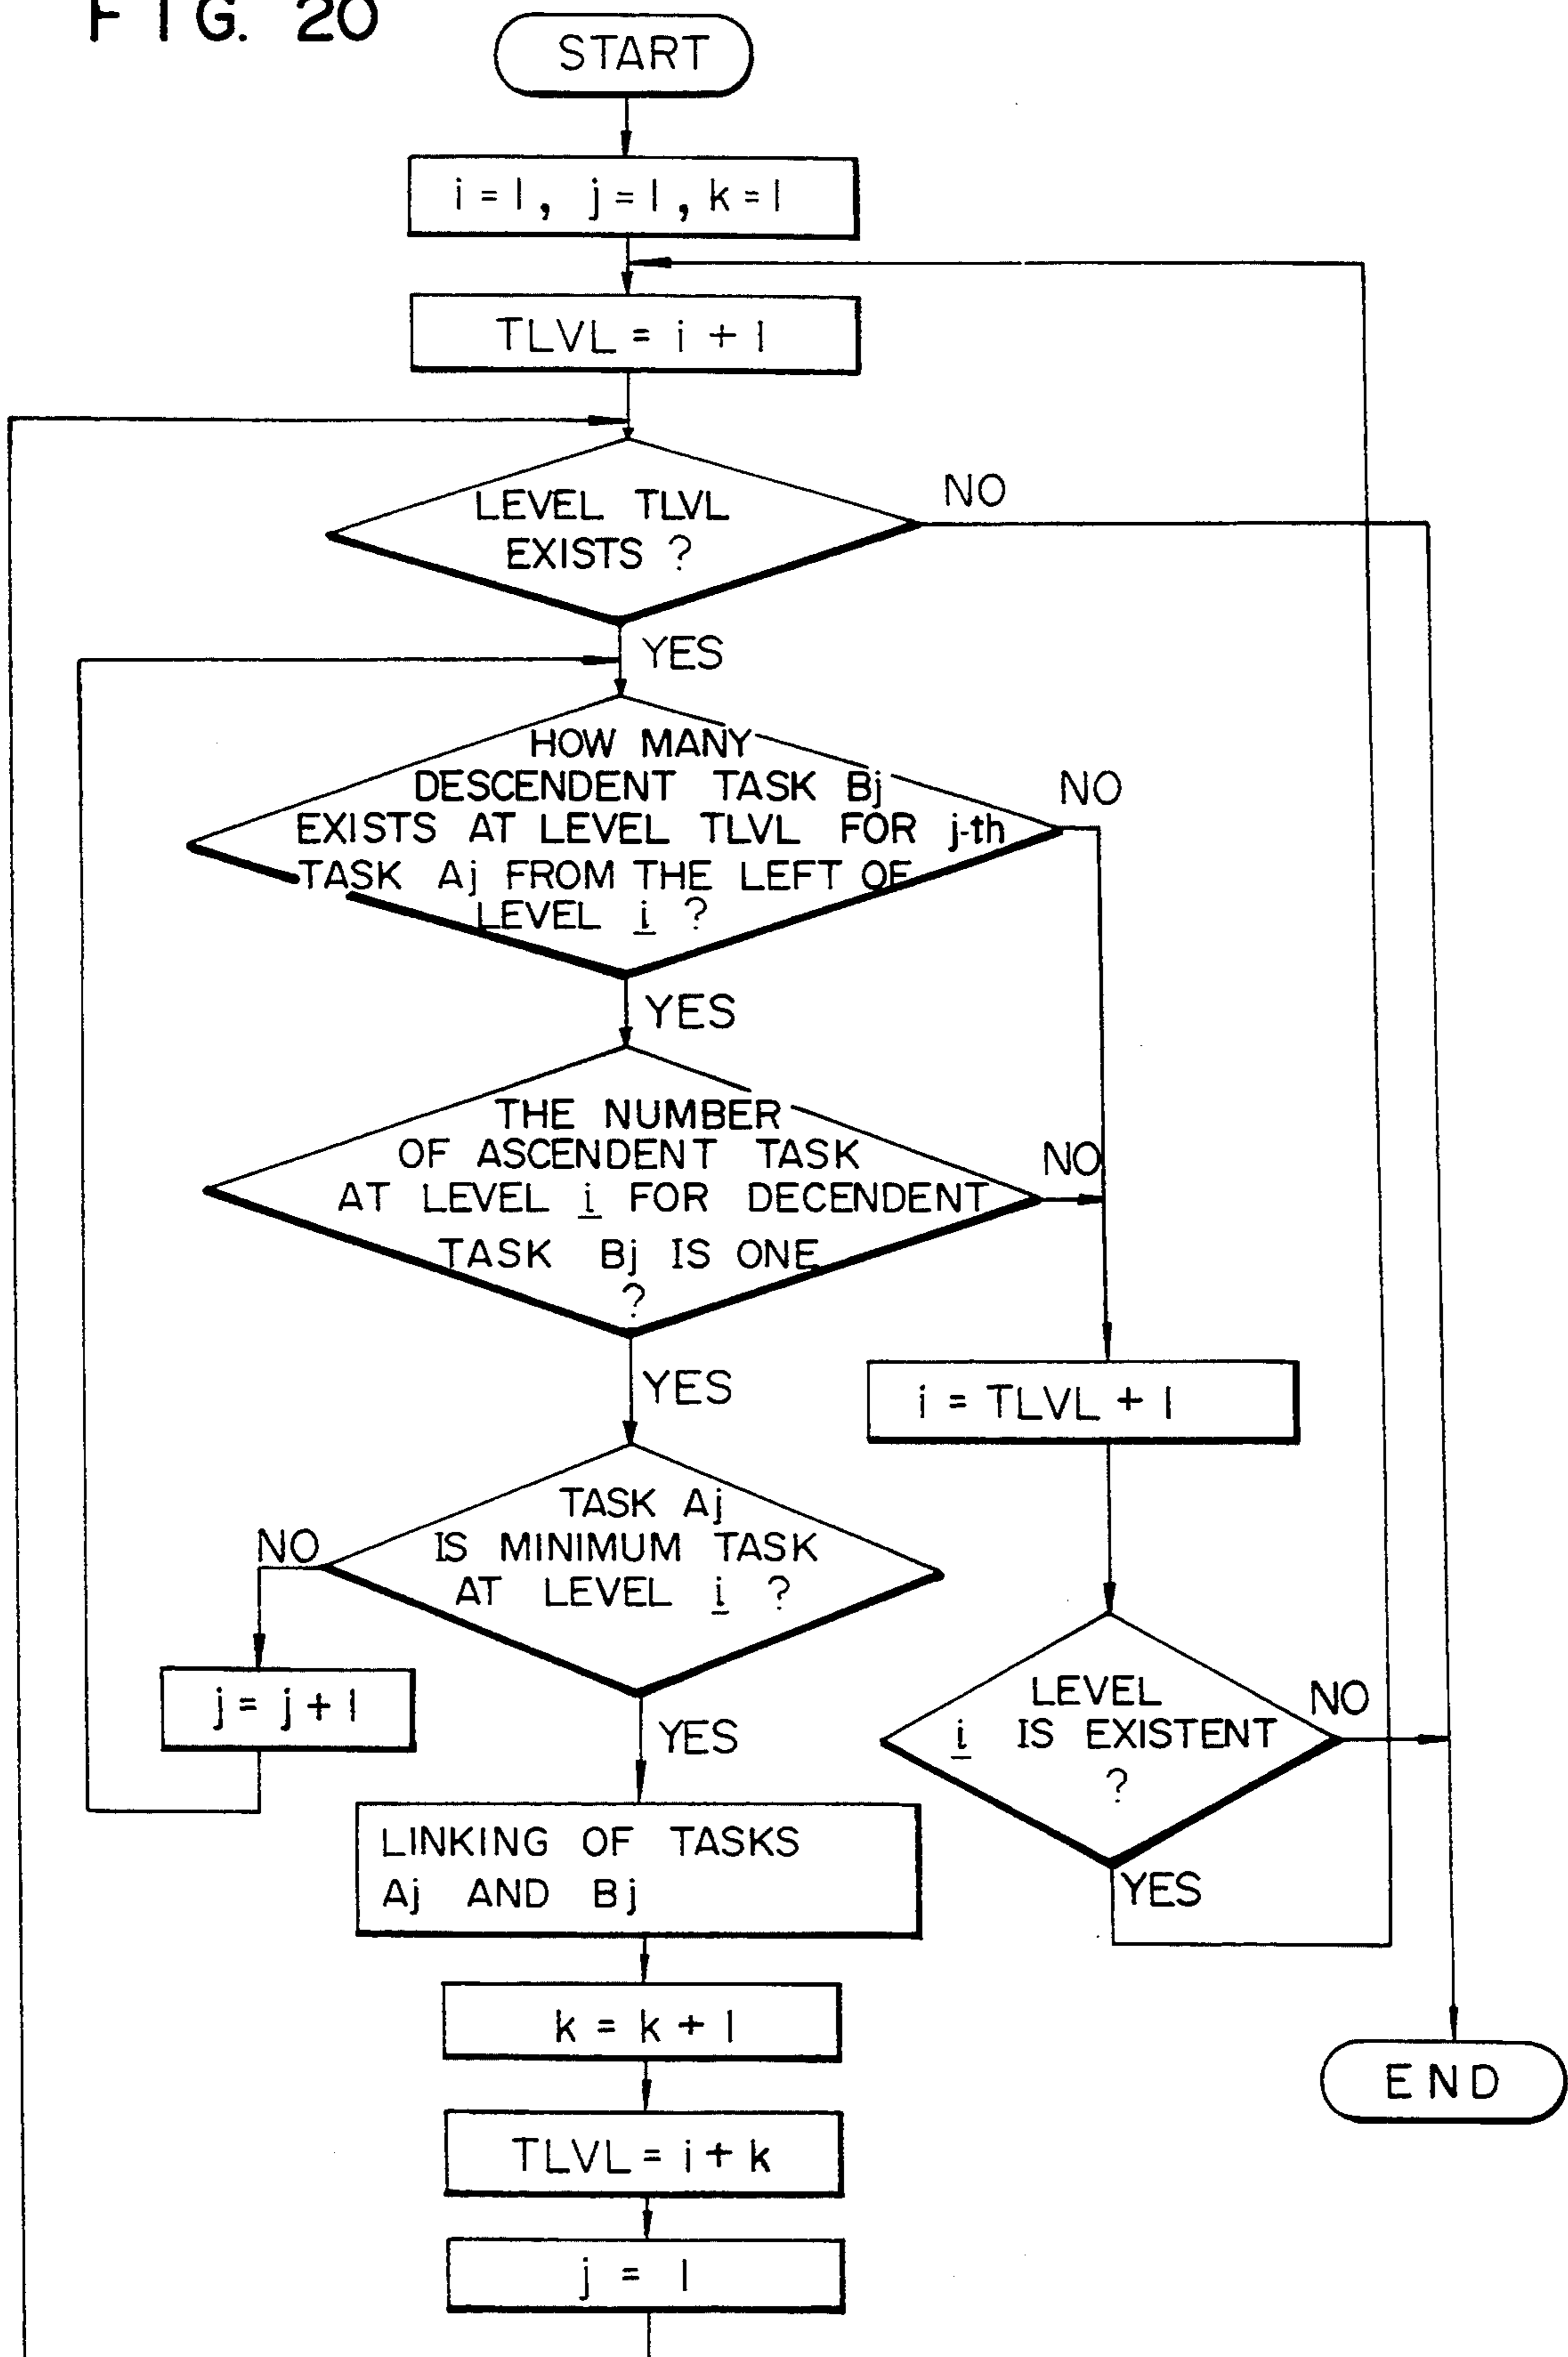 FIG. 20
START
i = 1, j = 1, k = 1
TLVL = i + 1
LEVEL TLVL
EXISTS ?
NO
YES
HOW MANY
DESCENDENT TASK Bj
EXISTS AT LEVEL TLVL FOR j-th
TASK Aj FROM THE LEFT OF
LEVEL i ?
NO
YES
THE NUMBER
OF ASCENDENT TASK
AT LEVEL i FOR DECENDENT
TASK Bj IS ONE
?
NO
YES
i = TLVL + 1
TASK Aj
IS MINIMUM TASK
AT LEVEL i ?
NO
YES
j = j + 1
LEVEL
i IS EXISTENT
?
NO
YES
LINKING OF TASKS
Aj AND Bj
k = k + 1
TLVL = i + k
j = 1
END